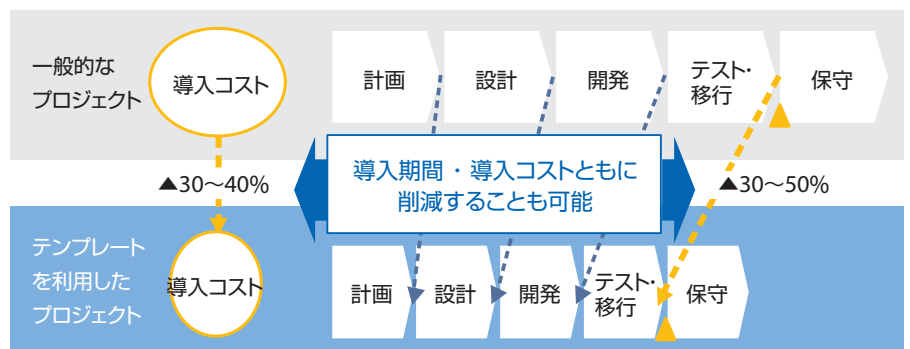 一般的な
プロジェクト
導入コスト
計画
設計
開発
テスト・
移行
保守
▲30～40%
導入期間・導入コストともに
削減することも可能
▲30～50%
テンプレート
を利用した
プロジェクト
導入コスト
計画
設計
開発
テスト・
移行
保守